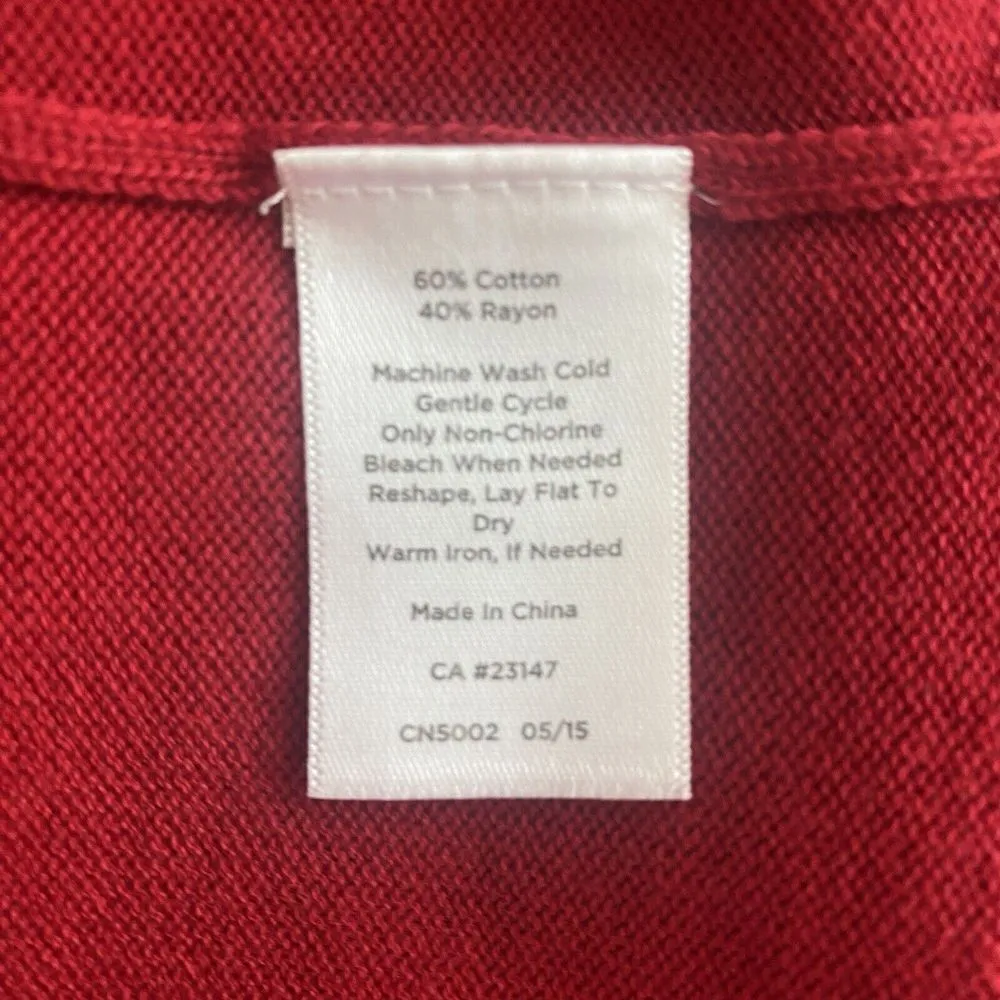 60% Cotton
40% Rayon
Machine Wash Cold
Gentle Cycle
Only Non-Chlorine
Bleach When Needed
Reshape, Lay Flat To
Dry
Warm Iron, If Needed
Made In China
CA #23147
CN5002 05/15